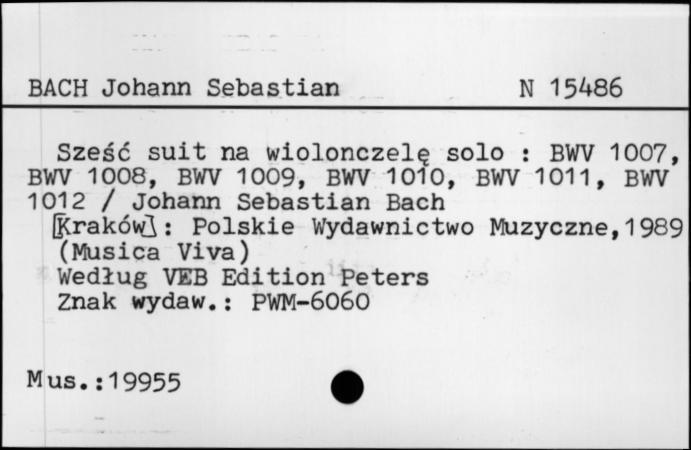 BACH Johann Sebastian N 15486
Sześć suit na wiolonczelę solo : BWV 1007,
BWV 1008, BWV 1009, BWV 1010, BWV 1011, BWV
1012 / Johann Sebastian Bach
[Kraków]: Polskie Wydawnictwo Muzyczne,1989
(Musica Viva)
Według VEB Edition Peters
Znak wydaw.: PWM-6060
Mus.:19955